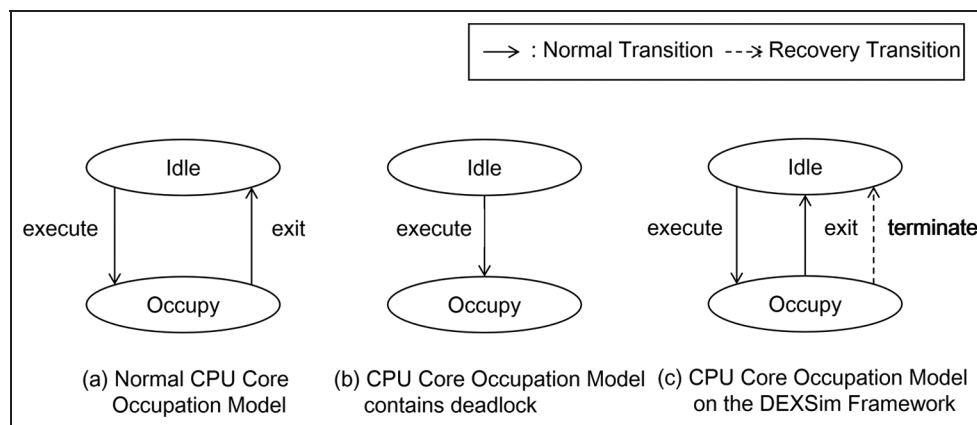 : Normal Transition : Recovery Transition
Idle
execute
exit
Occupy
(a) Normal CPU Core
Occupation Model
Idle
execute
Occupy
(b) CPU Core Occupation Model
contains deadlock
Idle
execute
exit
terminate
Occupy
(c) CPU Core Occupation Model
on the DEXSim Framework